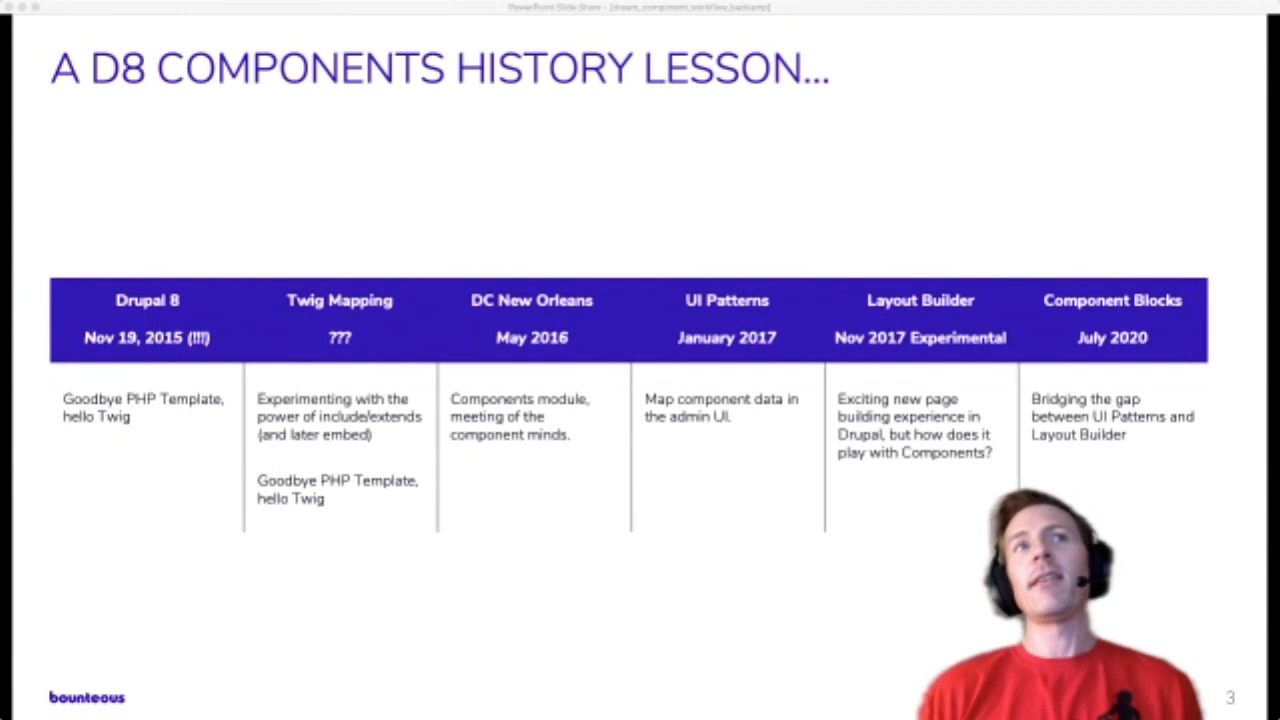 PowerPoint Slide Show - [dream_component_workflow_badcamp]
A D8 COMPONENTS HISTORY LESSON...
Drupal 8
Nov 19, 2015 (!!!)
Twig Mapping
???
DC New Orleans
May 2016
UI Patterns
January 2017
Layout Builder
Nov 2017 Experimental
Component Blocks
July 2020
Goodbye PHP Template,
hello Twig
Experimenting with the
power of include/extends
(and later embed)
Goodbye PHP Template,
hello Twig
Components module,
meeting of the
component minds.
Map component data in
the admin UI.
Exciting new page
building experience in
Drupal, but how does it
play with Components?
Bridging the gap
between UI Patterns and
Layout Builder
bounteous
3